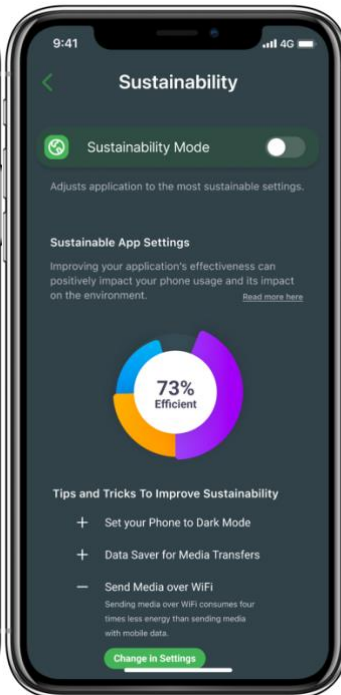 9:41
4G
Sustainability
Sustainability Mode
Adjusts application to the most sustainable settings.
Sustainable App Settings
Improving your application's effectiveness can
positively impact your phone usage and its impact
on the environment.
Read more here
73%
Efficient
Tips and Tricks To Improve Sustainability
+ Set your Phone to Dark Mode
+ Data Saver for Media Transfers
− Send Media over WiFi
Sending media over WiFi consumes four
times less energy than sending media
with mobile data.
Change in Settings